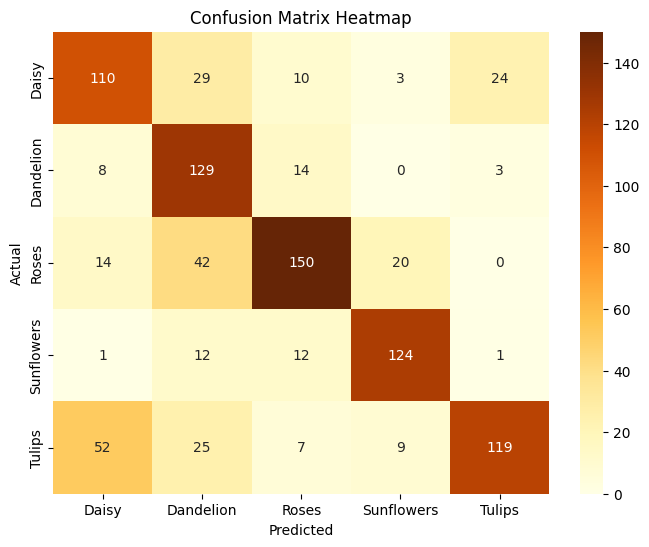 Confusion Matrix Heatmap
Daisy 110 29 10 3 24
Dandelion 8 129 14 0 3
Roses 14 42 150 20 0
Sunflowers 1 12 12 124 1
Tulips 52 25 7 9 119
Actual
Daisy Dandelion Roses Sunflowers Tulips
Predicted
140
120
100
80
60
40
20
0